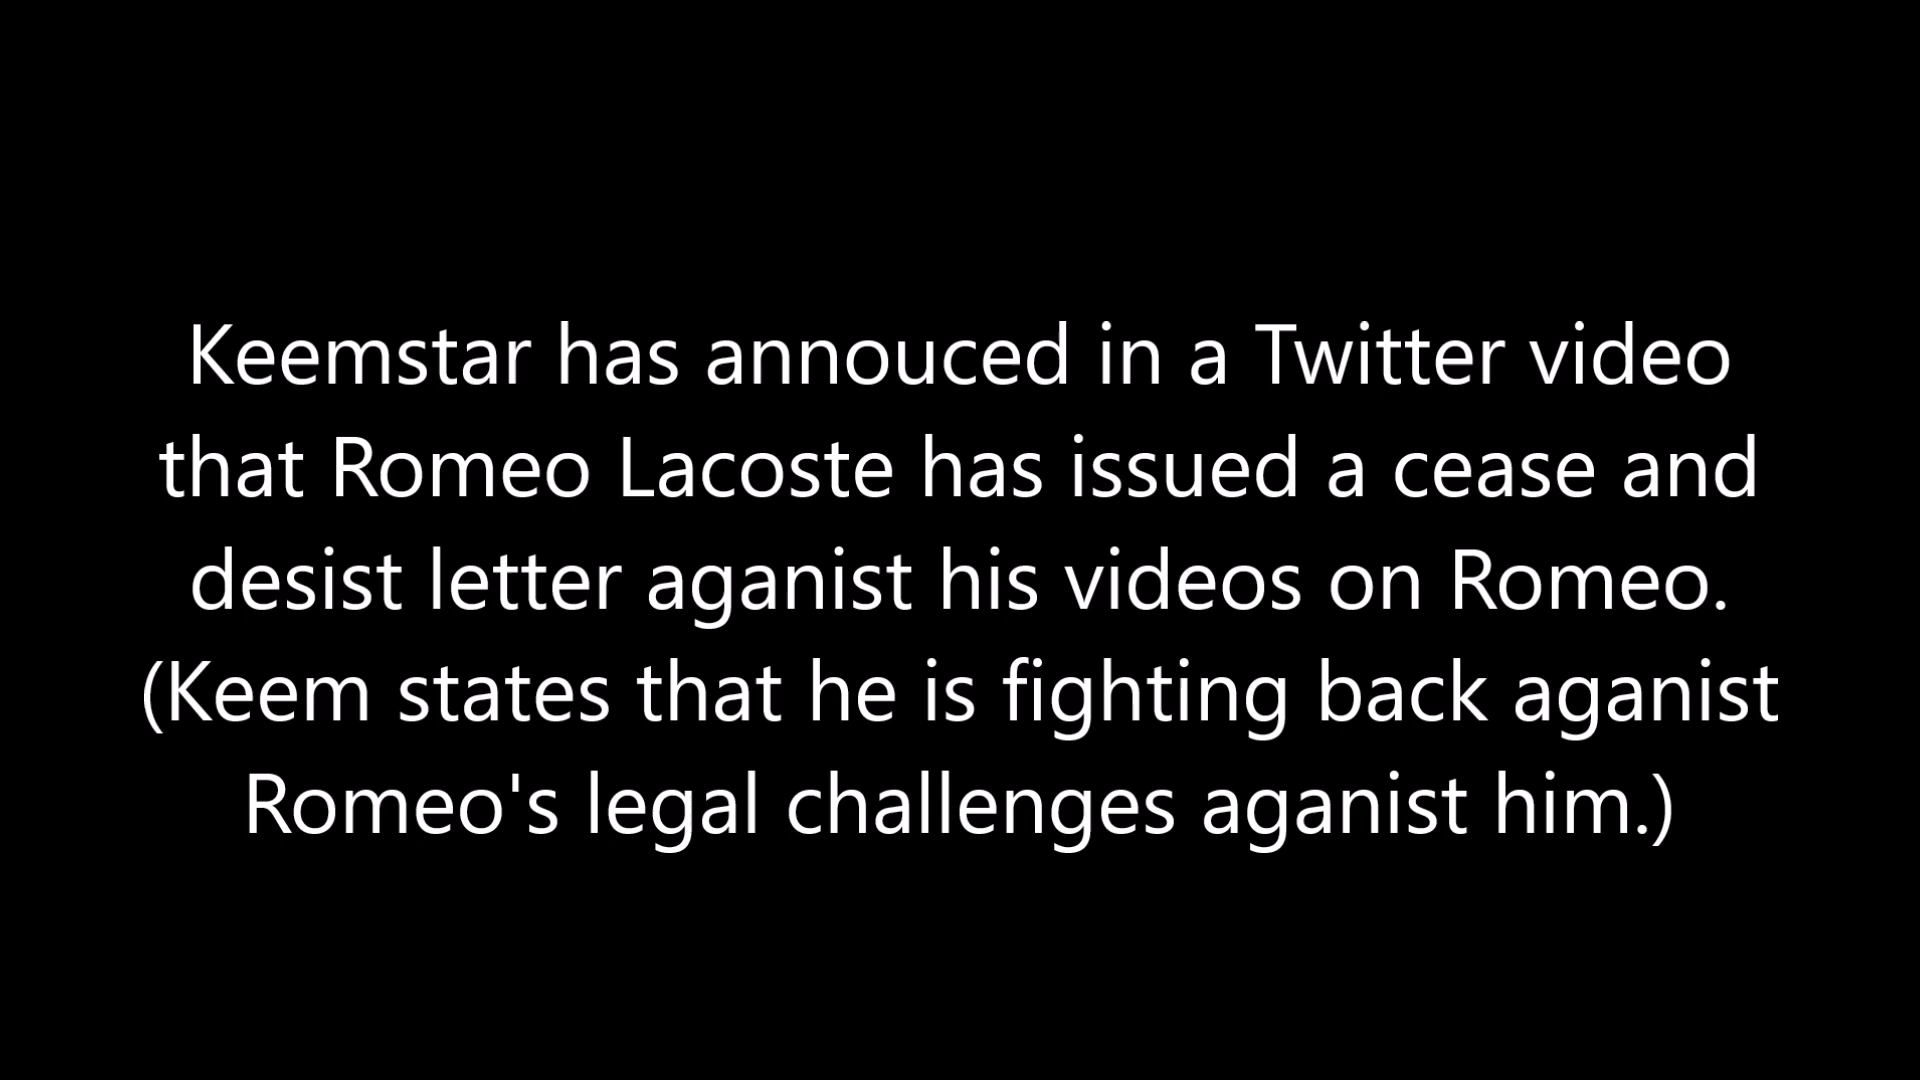 Keemstar has annouced in a Twitter video
that Romeo Lacoste has issued a cease and
desist letter aganist his videos on Romeo.
(Keem states that he is fighting back aganist
Romeo's legal challenges aganist him.)